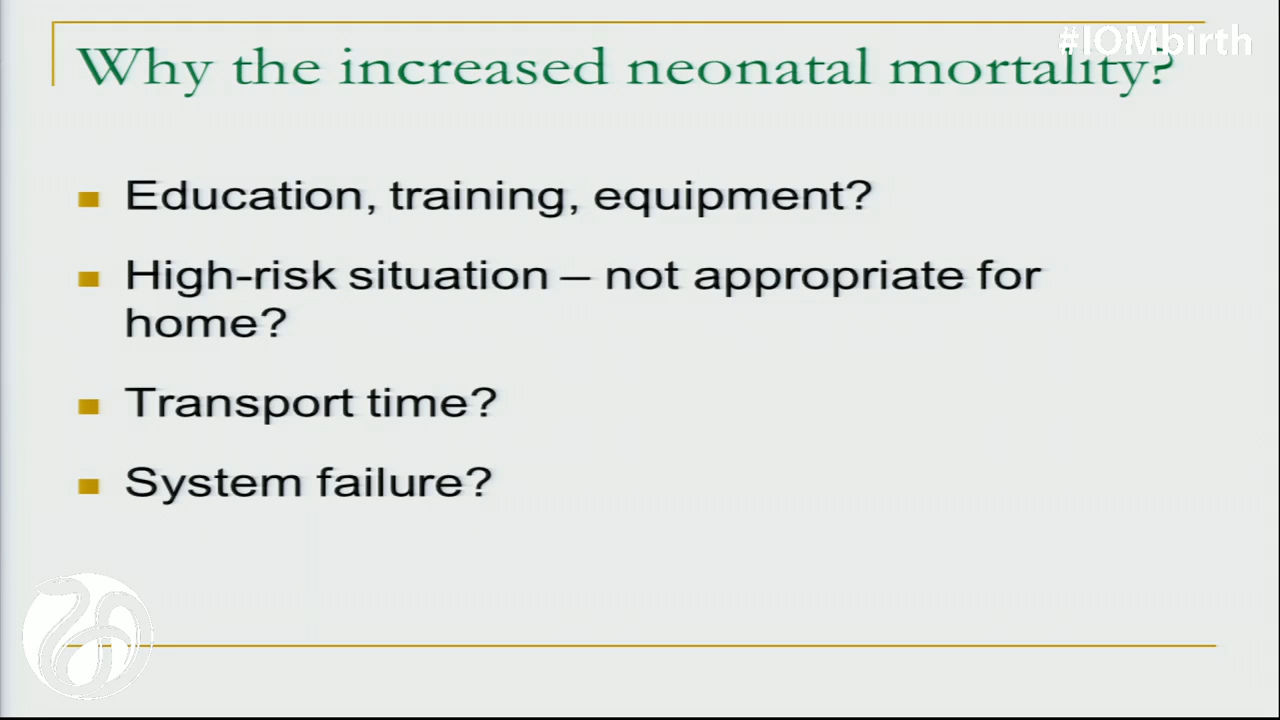 #IOMbirth
Why the increased neonatal mortality?
Education, training, equipment?
High-risk situation – not appropriate for
home?
Transport time?
System failure?